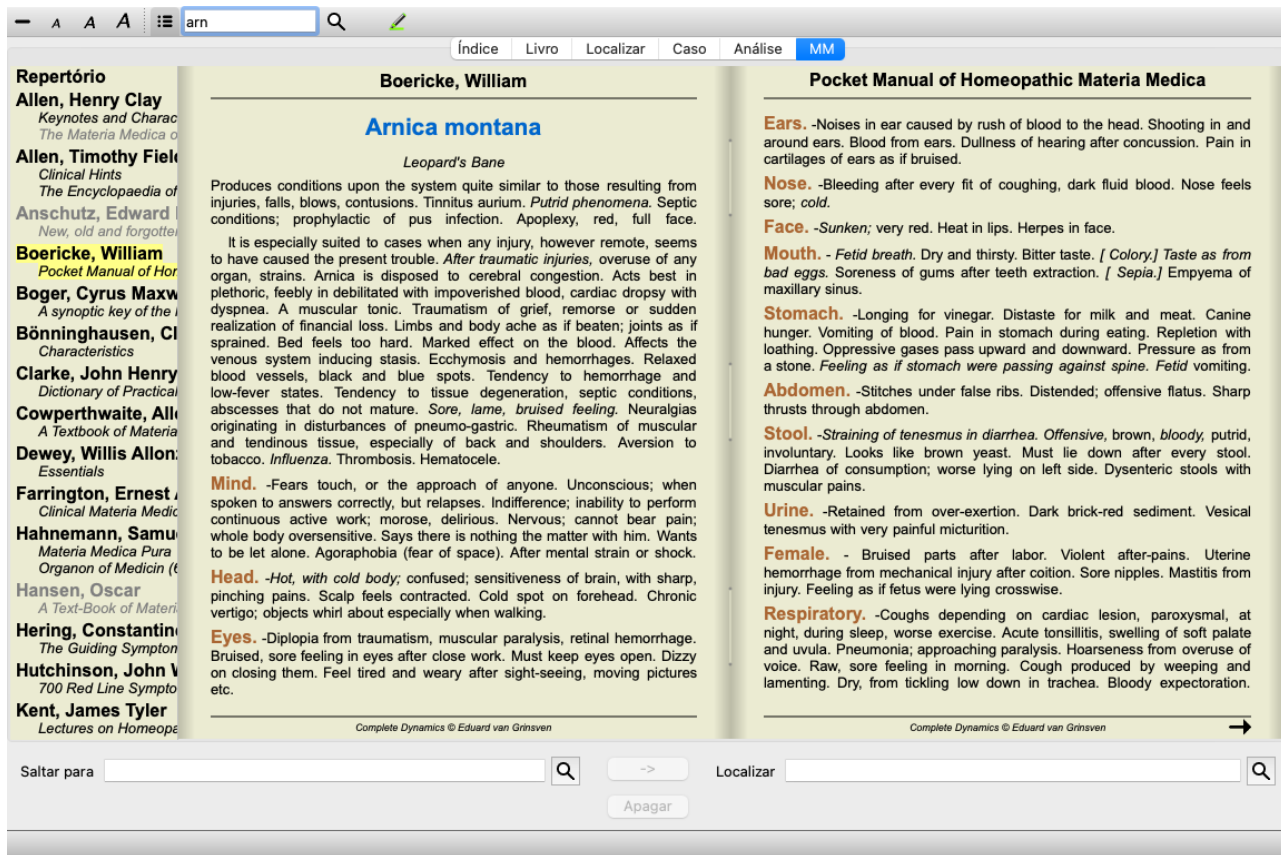 A A A arn
Índice Livro Localizar Caso Análise MM
Repertório
Allen, Henry Clay
Keynotes and Charac
The Materia Medica o
Allen, Timothy Field
Clinical Hints
The Encyclopaedia of
Anschutz, Edward
New, old and forgotte
Boericke, William
Pocket Manual of Hom
Boger, Cyrus Maxw
A synoptic key of the
Bönninghausen, Cl
Characteristics
Clarke, John Henry
Dictionary of Practical
Cowperthwaite, Alle
A Textbook of Materia
Dewey, Willis Allon
Essentials
Farrington, Ernest
Clinical Materia Medic
Hahnemann, Samu
Materia Medica Pura
Organon of Medicin (6
Hansen, Oscar
A Text-Book of Materi
Hering, Constantin
The Guiding Sympton
Hutchinson, John W
700 Red Line Sympto
Kent, James Tyler
Lectures on Homeopa
Boericke, William
Arnica montana
Leopard's Bane
Produces conditions upon the system quite similar to those resulting from
injuries, falls, blows, contusions. Tinnitus aurium. Putrid phenomena. Septic
conditions; prophylactic of pus infection. Apoplexy, red, full face.
It is especially suited to cases when any injury, however remote, seems
to have caused the present trouble. After traumatic injuries, overuse of any
organ, strains. Arnica is disposed to cerebral congestion. Acts best in
plethoric, feebly in debilitated with impoverished blood, cardiac dropsy with
dyspnea. A muscular tonic. Traumatism of grief, remorse or sudden
realization of financial loss. Limbs and body ache as if beaten; joints as if
sprained. Bed feels too hard. Marked effect on the blood. Affects the
venous system inducing stasis. Ecchymosis and hemorrhages. Relaxed
blood vessels, black and blue spots. Tendency to hemorrhage and
low-fever states. Tendency to tissue degeneration, septic conditions,
abscesses that do not mature. Sore, lame, bruised feeling. Neuralgias
originating in disturbances of pneumo-gastric. Rheumatism of muscular
and tendinous tissue, especially of back and shoulders. Aversion to
tobacco. Influenza. Thrombosis. Hematocele.
Mind. -Fears touch, or the approach of anyone. Unconscious; when
spoken to answers correctly, but relapses. Indifference; inability to perform
continuous active work; morose, delirious. Nervous; cannot bear pain;
whole body oversensitive. Says there is nothing the matter with him. Wants
to be let alone. Agoraphobia (fear of space). After mental strain or shock.
Head. -Hot, with cold body; confused; sensitiveness of brain, with sharp,
pinching pains. Scalp feels contracted. Cold spot on forehead. Chronic
vertigo; objects whirl about especially when walking.
Eyes. -Diplopia from traumatism, muscular paralysis, retinal hemorrhage.
Bruised, sore feeling in eyes after close work. Must keep eyes open. Dizzy
on closing them. Feel tired and weary after sight-seeing, moving pictures
etc.
Complete Dynamics © Eduard van Grinsven
Pocket Manual of Homeopathic Materia Medica
Ears. -Noises in ear caused by rush of blood to the head. Shooting in and
around ears. Blood from ears. Dullness of hearing after concussion. Pain in
cartilages of ears as if bruised.
Nose. -Bleeding after every fit of coughing, dark fluid blood. Nose feels
sore; cold.
Face. -Sunken; very red. Heat in lips. Herpes in face.
Mouth. - Fetid breath. Dry and thirsty. Bitter taste. [ Colory.] Taste as from
bad eggs. Soreness of gums after teeth extraction. [ Sepia.] Empyema of
maxillary sinus.
Stomach. -Longing for vinegar. Distaste for milk and meat. Canine
hunger. Vomiting of blood. Pain in stomach during eating. Repletion with
loathing. Oppressive gases pass upward and downward. Pressure as from
a stone. Feeling as if stomach were passing against spine. Fetid vomiting.
Abdomen. -Stitches under false ribs. Distended; offensive flatus. Sharp
thrusts through abdomen.
Stool. -Straining of tenesmus in diarrhea. Offensive, brown, bloody, putrid,
involuntary. Looks like brown yeast. Must lie down after every stool.
Diarrhea of consumption; worse lying on left side. Dysenteric stools with
muscular pains.
Urine. -Retained from over-exertion. Dark brick-red sediment. Vesical
tenesmus with very painful micturition.
Female. - Bruised parts after labor. Violent after-pains. Uterine
hemorrhage from mechanical injury after coition. Sore nipples. Mastitis from
injury. Feeling as if fetus were lying crosswise.
Respiratory. -Coughs depending on cardiac lesion, paroxysmal, at
night, during sleep, worse exercise. Acute tonsillitis, swelling of soft palate
and uvula. Pneumonia; approaching paralysis. Hoarseness from overuse of
voice. Raw, sore feeling in morning. Cough produced by weeping and
lamenting. Dry, from tickling low down in trachea. Bloody expectoration.
Complete Dynamics © Eduard van Grinsven
Saltar para -> Localizar
Apagar